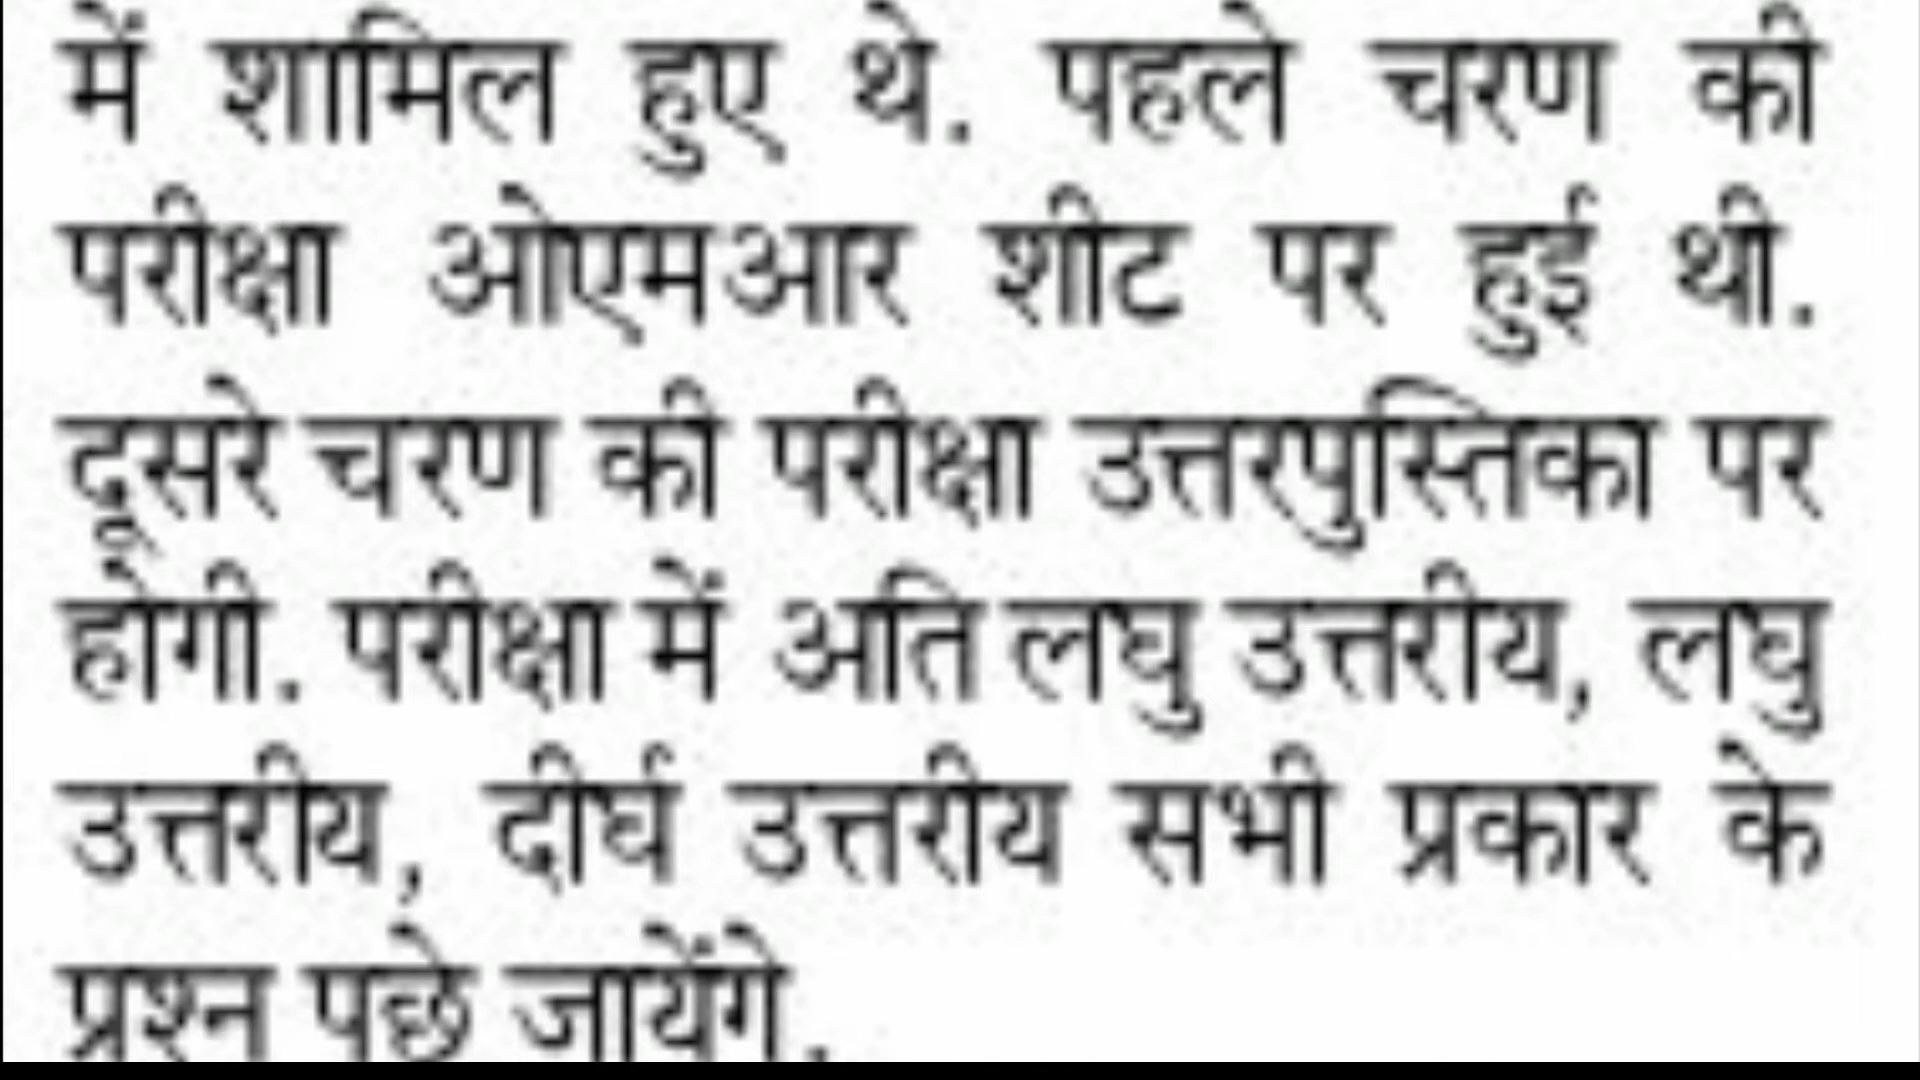 में शामिल हुए थे. पहले चरण की
परीक्षा ओएमआर शीट पर हुई थी.
दूसरे चरण की परीक्षा उत्तरपुस्तिका पर
होगी. परीक्षा में अति लघु उत्तरीय, लघु
उत्तरीय, दीर्घ उत्तरीय सभी प्रकार के
प्रश्न पूछे जायेंगे.